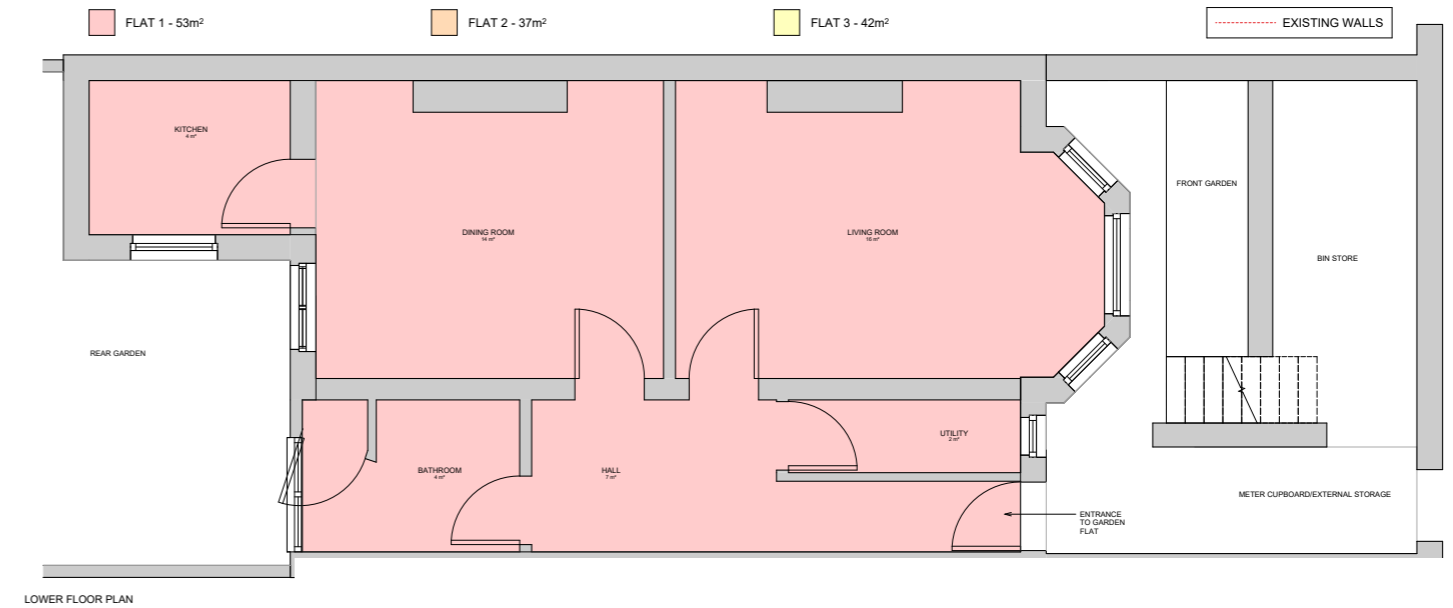 FLAT 1 - 53m²
FLAT 2 - 37m²
FLAT 3 - 42m²
EXISTING WALLS
KITCHEN
4 m²
DINING ROOM
14 m²
LIVING ROOM
16 m²
FRONT GARDEN
BIN STORE
REAR GARDEN
BATHROOM
4 m²
HALL
7 m²
UTILITY
2 m²
METER CUPBOARD/EXTERNAL STORAGE
ENTRANCE
TO GARDEN
FLAT
LOWER FLOOR PLAN